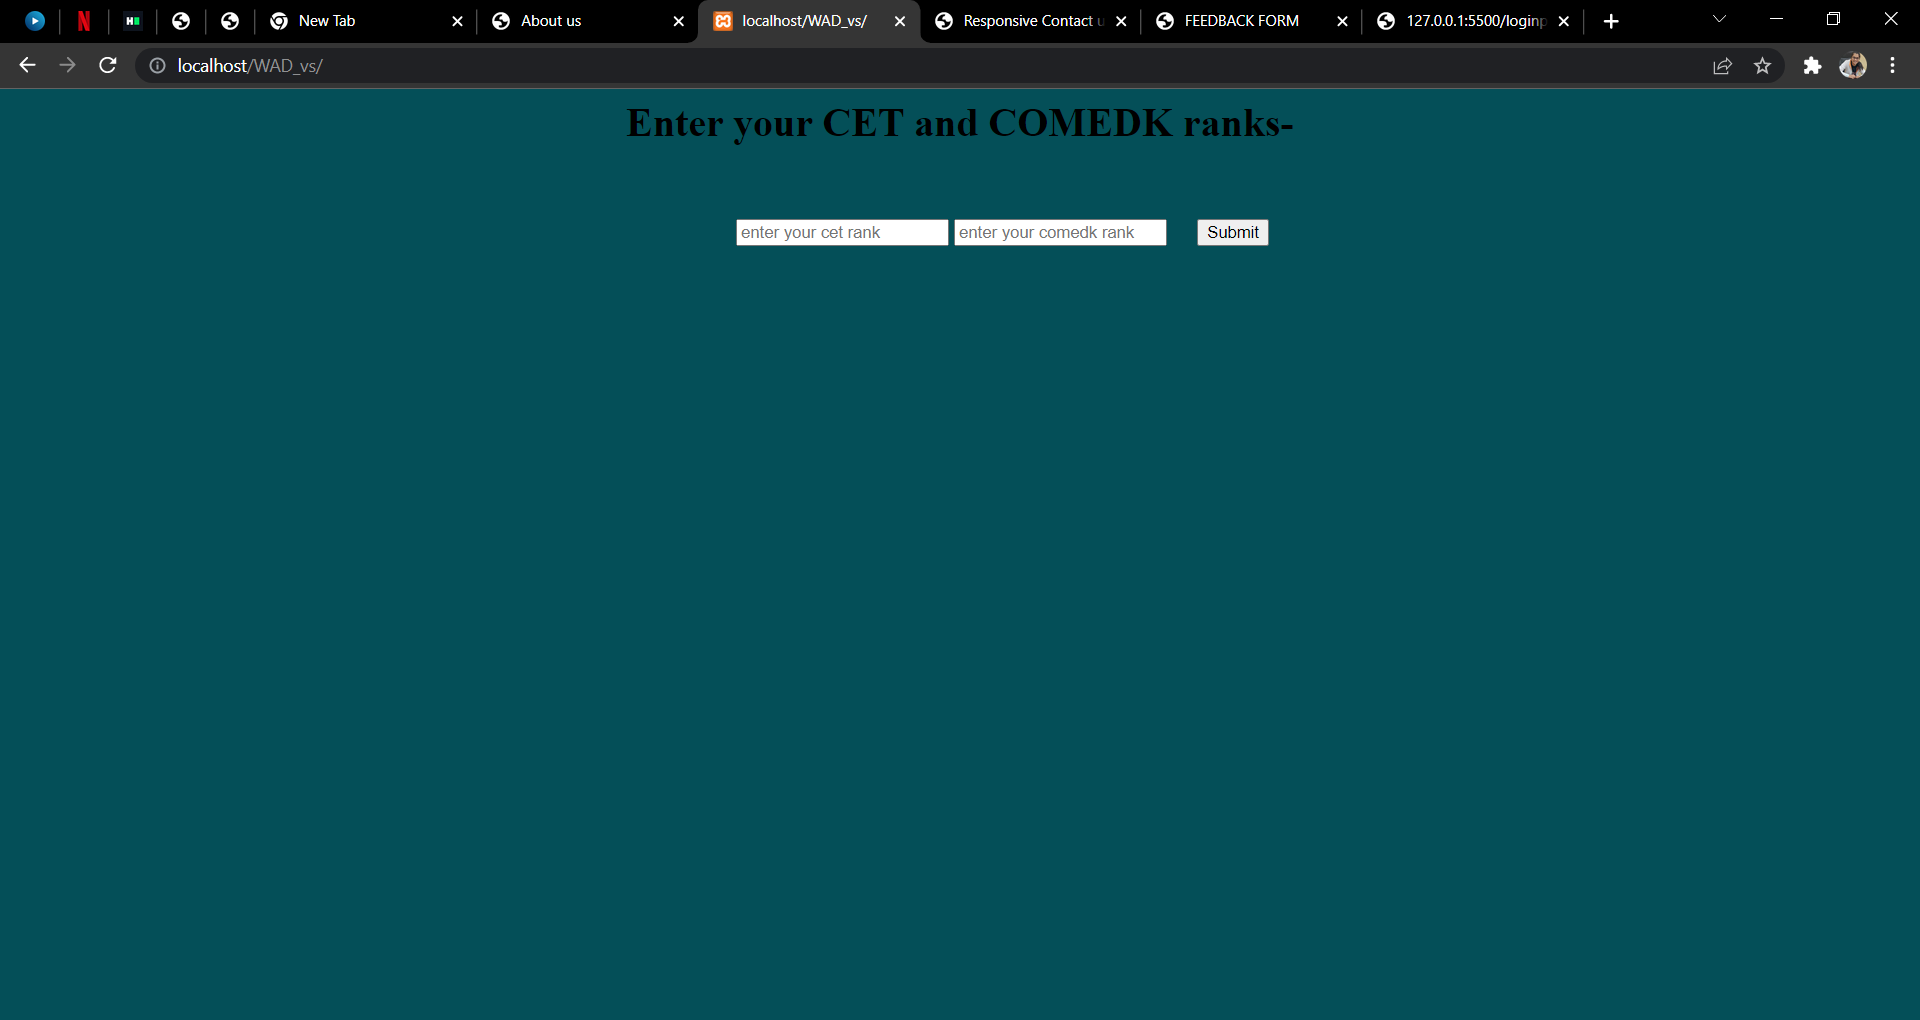 New Tab
About us
localhost/WAD_vs/
Responsive Contact u
FEEDBACK FORM
127.0.0.1:5500/loginp
localhost/WAD_vs/
Enter your CET and COMEDK ranks-
enter your cet rank
enter your comedk rank
Submit